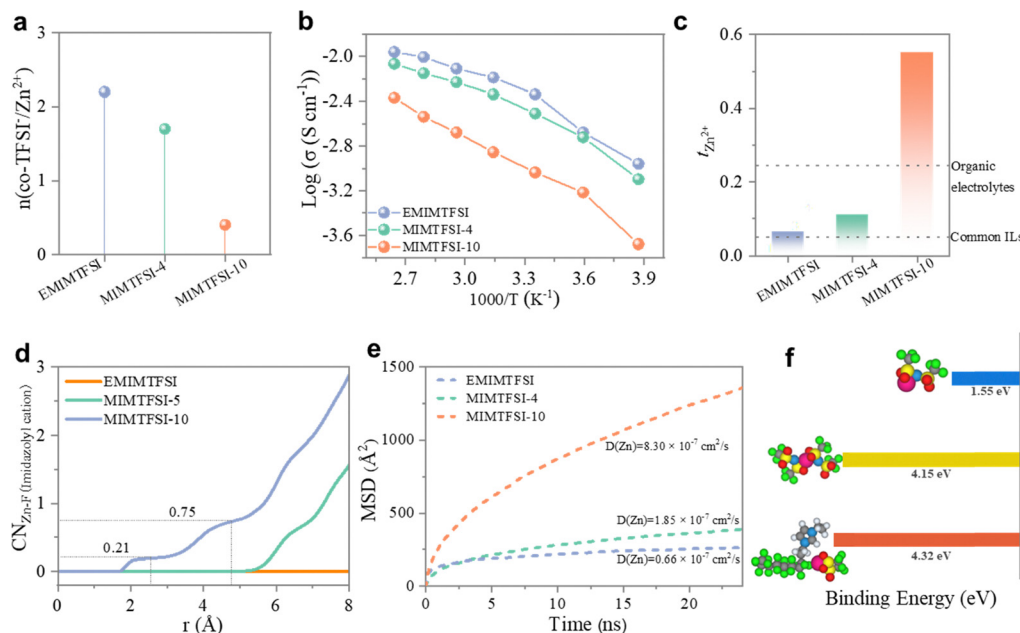 a
n(co-TFSI⁻/Zn²⁺)
2
1
0
EMIMTFSI
MIMTFSI-4
MIMTFSI-10
b
Log (σ (S cm⁻¹))
-2.0
-2.4
-2.8
-3.2
-3.6
EMIMTFSI
MIMTFSI-4
MIMTFSI-10
2.7 3.0 3.3 3.6 3.9
1000/T (K⁻¹)
c
t Zn²⁺
0.6
0.4
0.2
0.0
Organic
electrolytes
Common ILs
EMIMTFSI
MIMTFSI-4
MIMTFSI-10
d
CN Zn-F (Imidazolyl cation)
3
2
1
0
EMIMTFSI
MIMTFSI-5
MIMTFSI-10
0.75
0.21
0 2 4 6 8
r (Å)
e
MSD (Å²)
1500
1000
500
0
EMIMTFSI
MIMTFSI-4
MIMTFSI-10
D(Zn)=8.30 × 10⁻⁷ cm²/s
D(Zn)=1.85 × 10⁻⁷ cm²/s
D(Zn)=0.66 × 10⁻⁷ cm²/s
0 5 10 15 20
Time (ns)
f
1.55 eV
4.15 eV
4.32 eV
Binding Energy (eV)